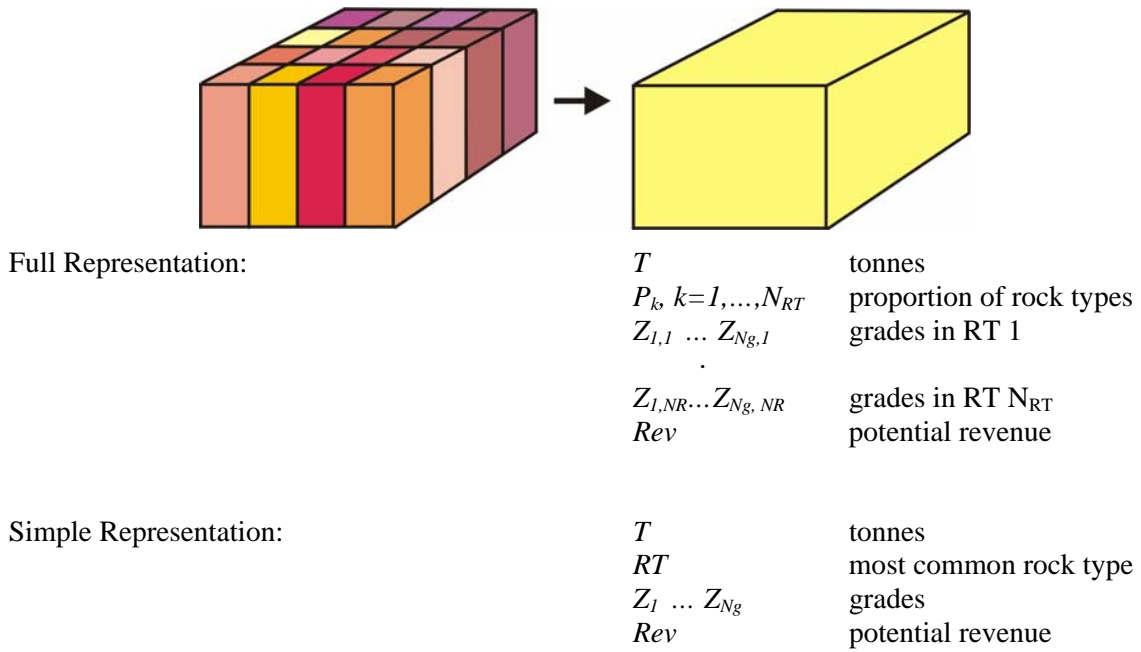 Full Representation: T tonnes
P_k, k=1,...,N_RT proportion of rock types
Z_1,1 ... Z_Ng,1 grades in RT 1
.
Z_1,NR...Z_Ng, NR grades in RT N_RT
Rev potential revenue
Simple Representation: T tonnes
RT most common rock type
Z_1 ... Z_Ng grades
Rev potential revenue